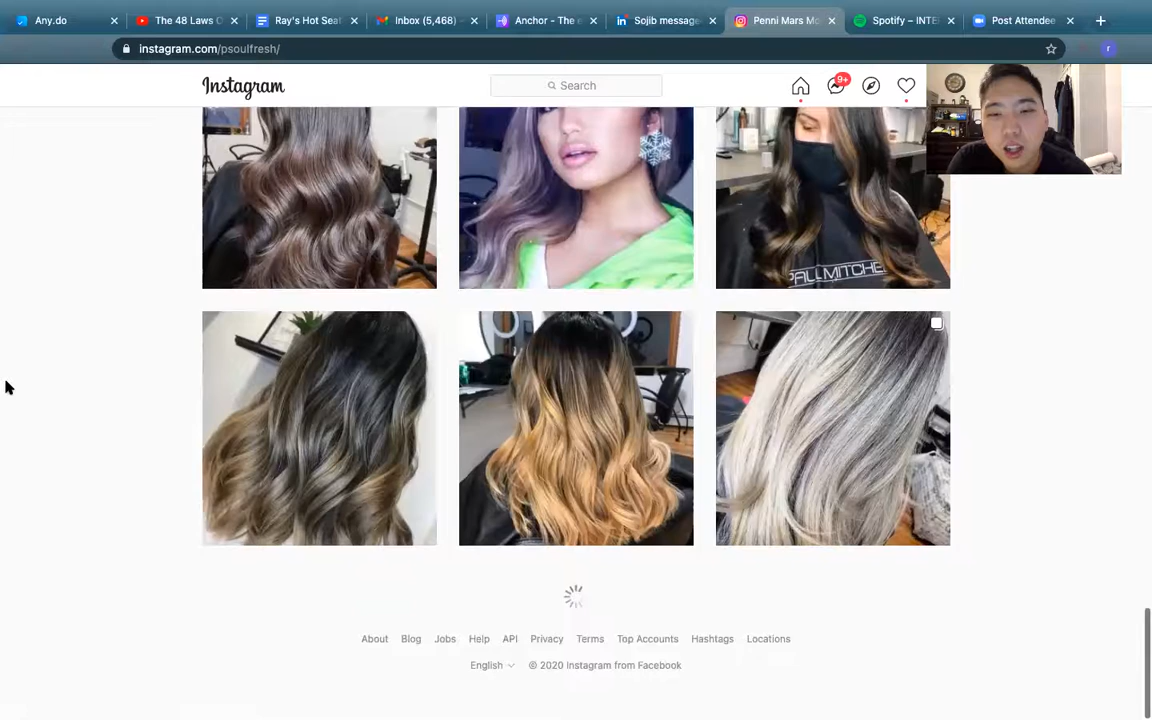 Any.do
The 48 Laws O
Ray's Hot Sea
Inbox (5,468)
Anchor - The e
Sojib message
Penni Mars Mo
Spotify – INTE
Post Attendee
instagram.com/psoulfresh/
r
Instagram
Search
9+
PAUL MITCHE
About
Blog
Jobs
Help
API
Privacy
Terms
Top Accounts
Hashtags
Locations
English
© 2020 Instagram from Facebook